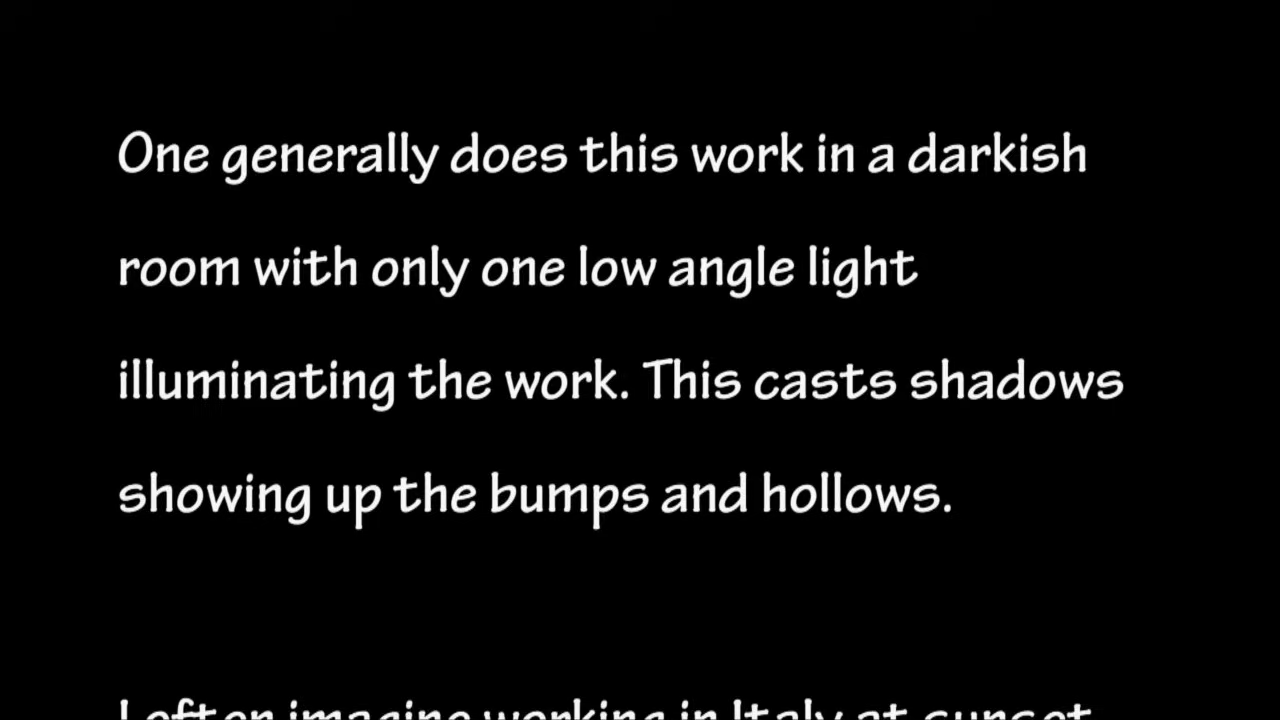 One generally does this work in a darkish
room with only one low angle light
illuminating the work. This casts shadows
showing up the bumps and hollows.
I often imagine working in Italy at sunset